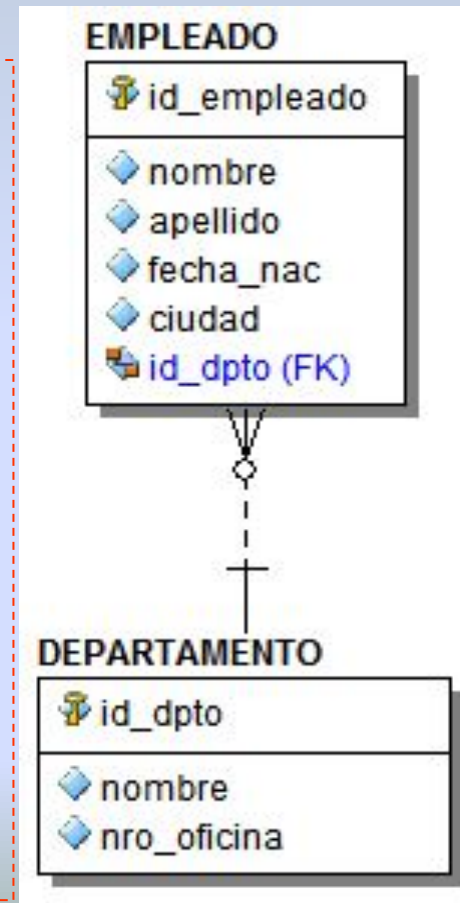 EMPLEADO
id_empleado
nombre
apellido
fecha_nac
ciudad
id_dpto (FK)
DEPARTAMENTO
id_dpto
nombre
nro_oficina